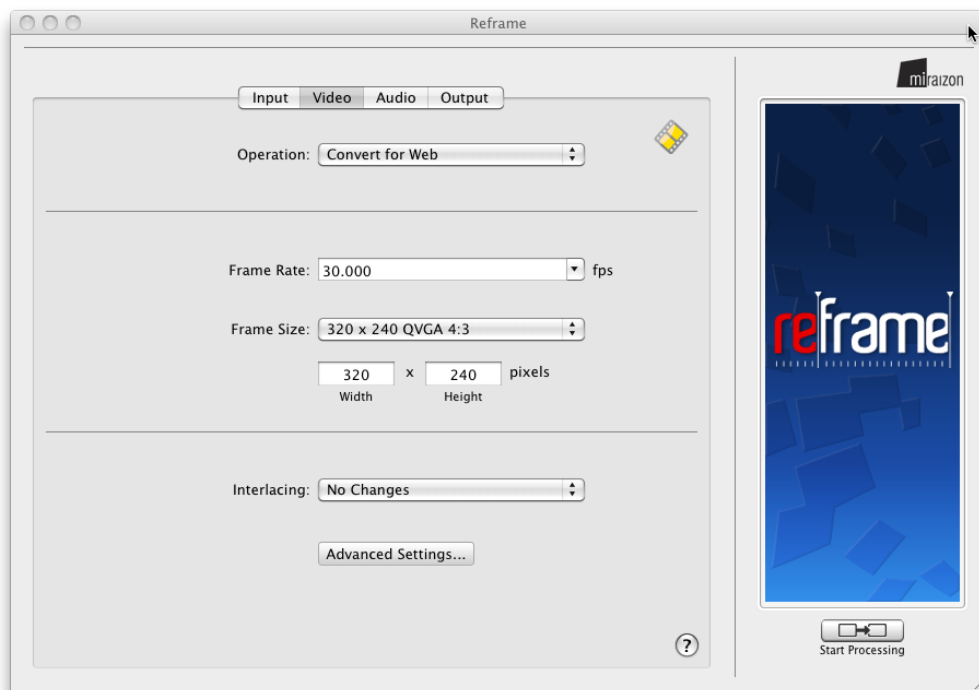 Reframe
miraizon
Input Video Audio Output
Operation: Convert for Web
Frame Rate: 30.000 fps
Frame Size: 320 x 240 QVGA 4:3
320 x 240 pixels
Width Height
reframe
Interlacing: No Changes
Advanced Settings...
?
Start Processing